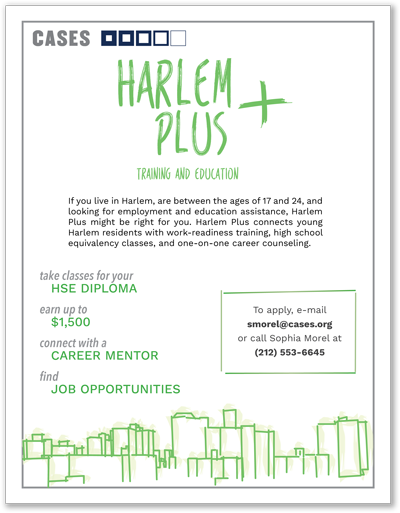 CASES
HARLEM
PLUS +
TRAINING AND EDUCATION
If you live in Harlem, are between the ages of 17 and 24, and
looking for employment and education assistance, Harlem
Plus might be right for you. Harlem Plus connects young
Harlem residents with work-readiness training, high school
equivalency classes, and one-on-one career counseling.
take classes for your
HSE DIPLOMA
earn up to
$1,500
connect with a
CAREER MENTOR
find
JOB OPPORTUNITIES
To apply, e-mail
smorel@cases.org
or call Sophia Morel at
(212) 553-6645